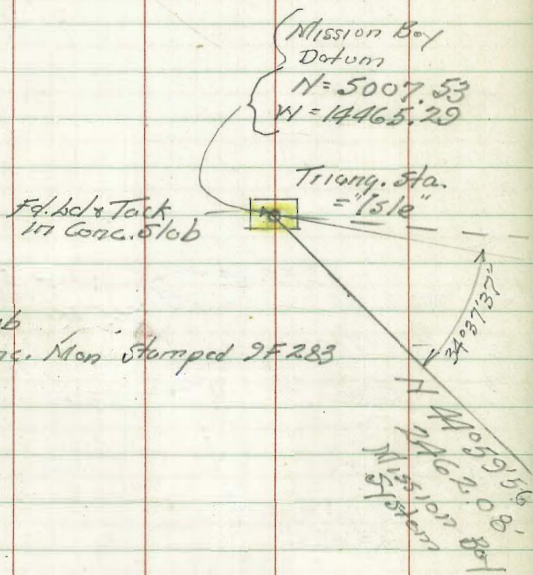 Mission Bay
Datum
N=5007.53
W=14465.29
Triang. Sta.
="Isle"
Fd. Ld & Tack
in Conc. Slab
34°37'37"
Mon Stamped 9F283
N 44°59'56
2462.08'
Mission Bay
System